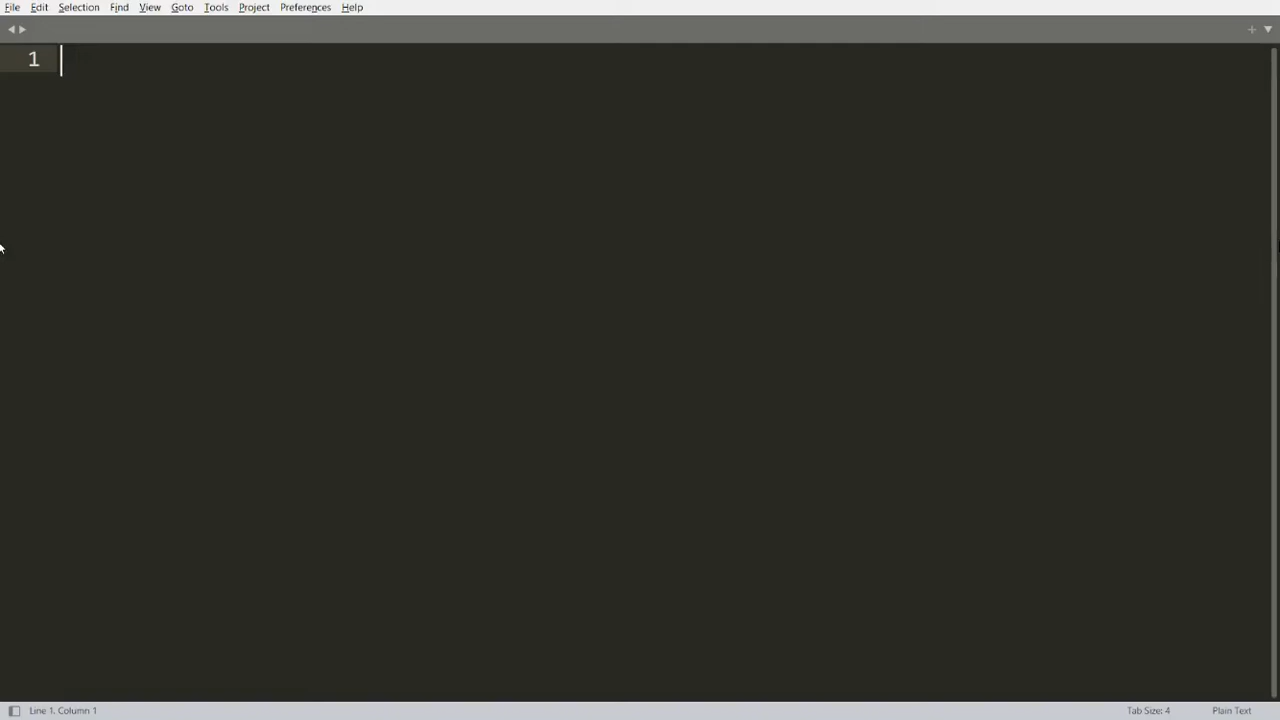 File Edit Selection Find View Goto Tools Project Preferences Help
1
Line 1, Column 1 Tab Size: 4 Plain Text